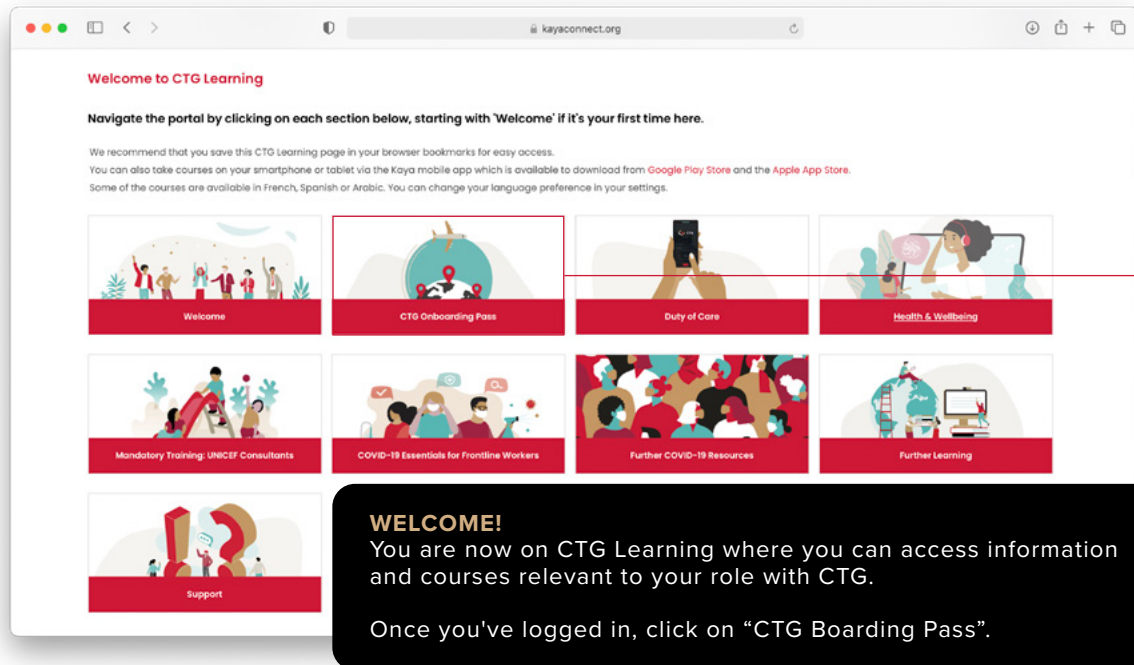 kayaconnect.org
Welcome to CTG Learning
Navigate the portal by clicking on each section below, starting with 'Welcome' if it's your first time here.
We recommend that you save this CTG Learning page in your browser bookmarks for easy access.
You can also take courses on your smartphone or tablet via the Kaya mobile app which is available to download from Google Play Store and the Apple App Store.
Some of the courses are available in French, Spanish or Arabic. You can change your language preference in your settings.
Welcome
CTG Onboarding Pass
Duty of Care
Health & Wellbeing
Mandatory Training: UNICEF Consultants
COVID-19 Essentials for Frontline Workers
Further COVID-19 Resources
Further Learning
Support
WELCOME!
You are now on CTG Learning where you can access information
and courses relevant to your role with CTG.
Once you've logged in, click on “CTG Boarding Pass”.